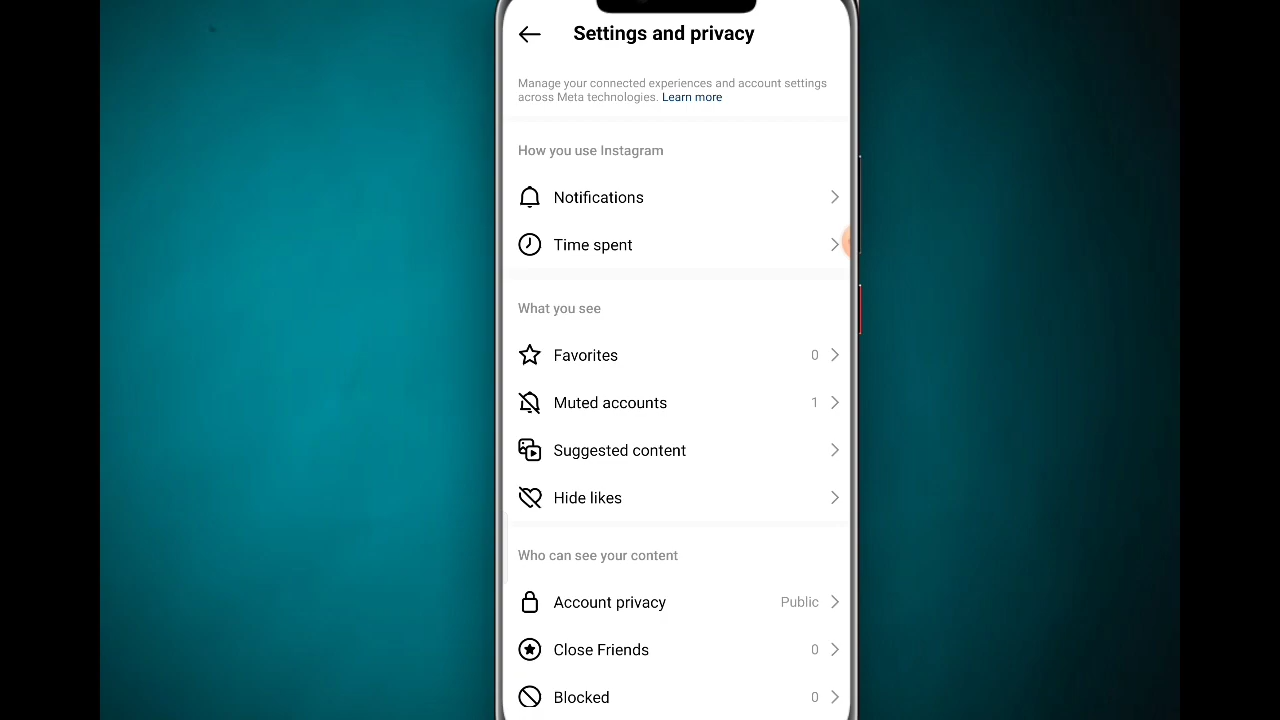 Settings and privacy
Manage your connected experiences and account settings
across Meta technologies. Learn more
How you use Instagram
Notifications
Time spent
What you see
Favorites 0
Muted accounts 1
Suggested content
Hide likes
Who can see your content
Account privacy Public
Close Friends 0
Blocked 0